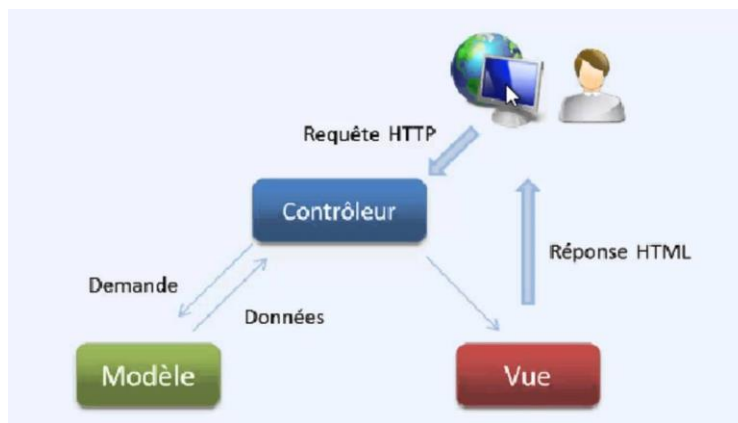 Requête HTTP
Contrôleur
Réponse HTML
Demande
Données
Modèle
Vue